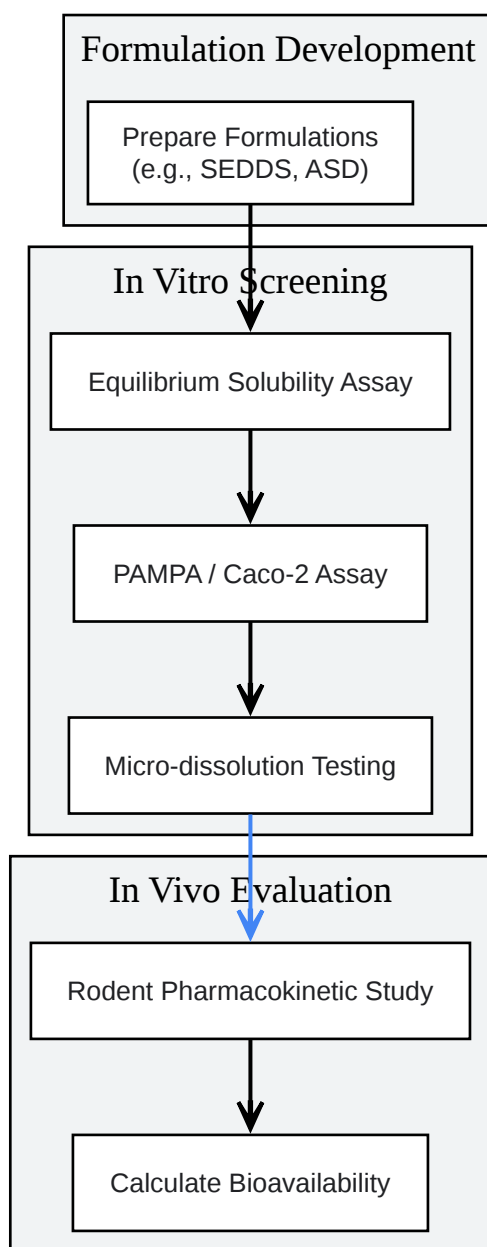 Formulation Development
Prepare Formulations
(e.g., SEDDS, ASD)
In Vitro Screening
Equilibrium Solubility Assay
PAMPA / Caco-2 Assay
Micro-dissolution Testing
In Vivo Evaluation
Rodent Pharmacokinetic Study
Calculate Bioavailability